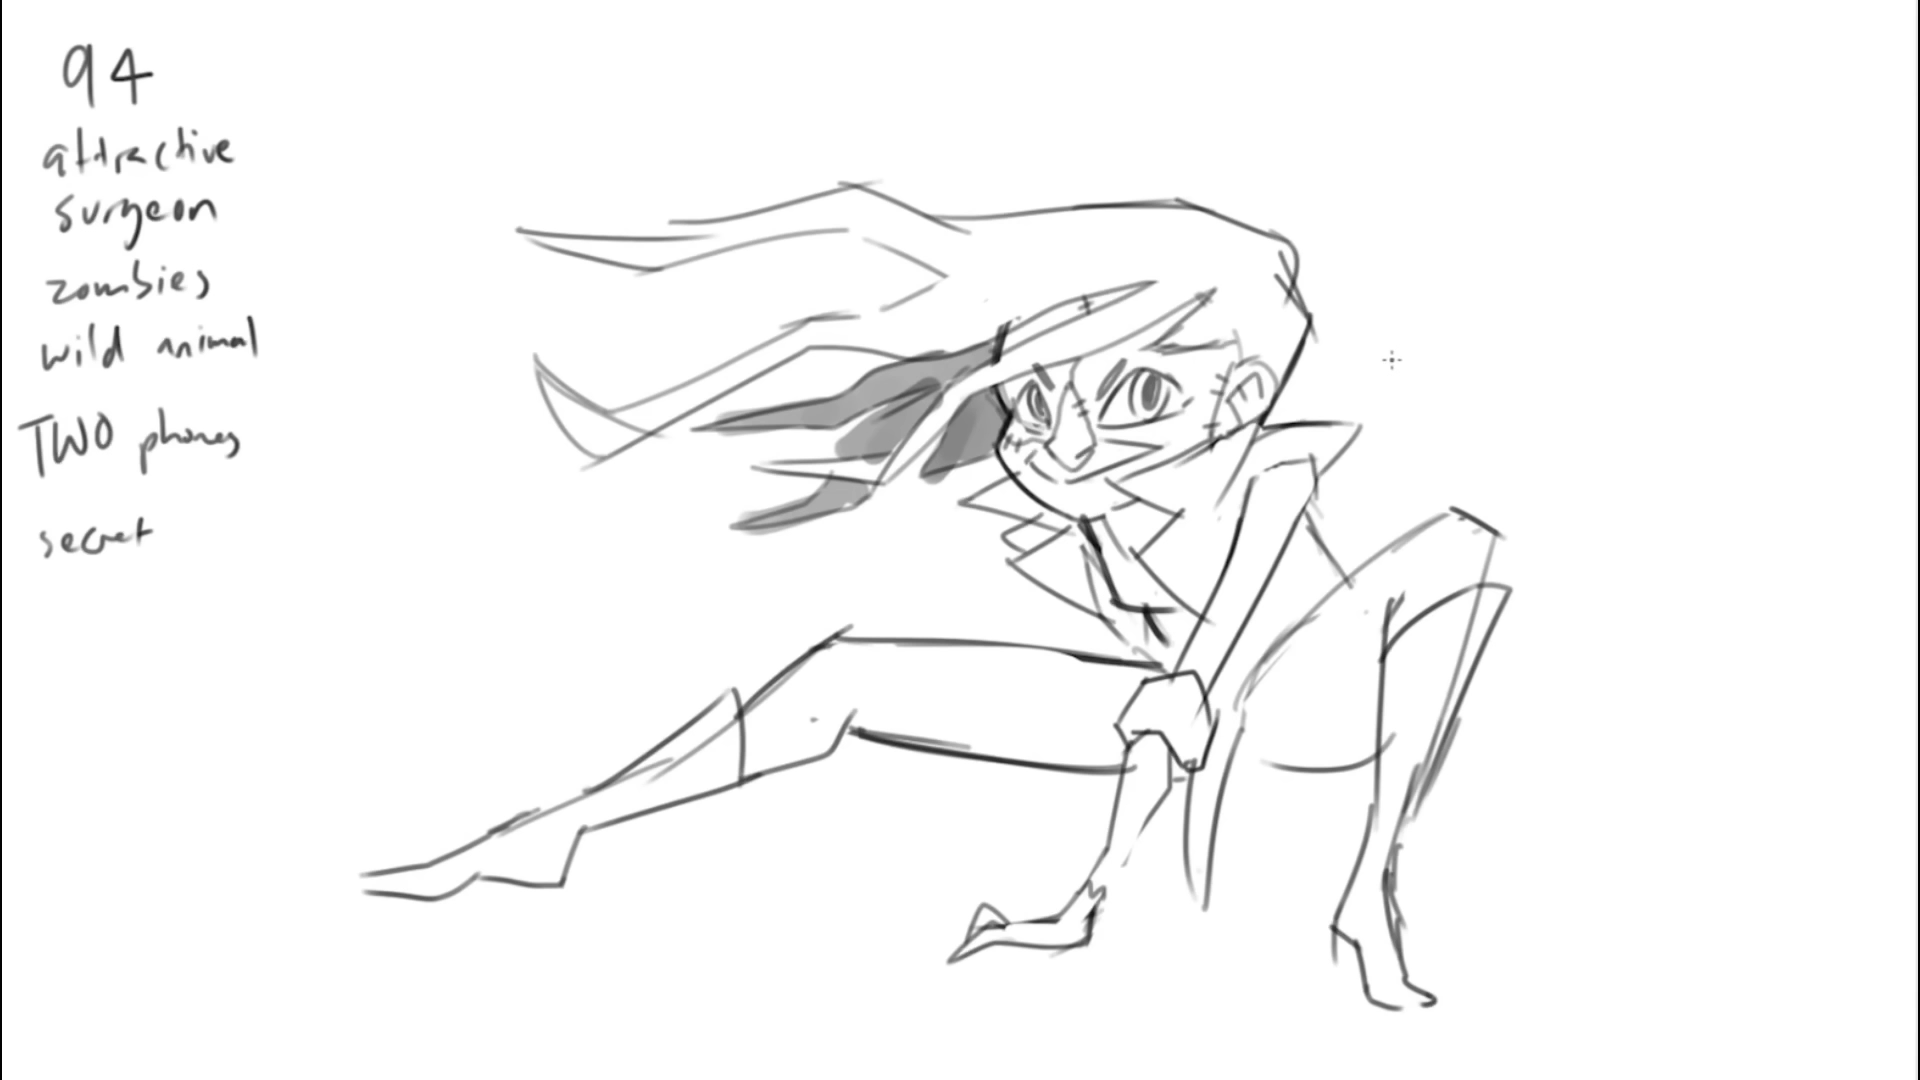 94
attractive
surgeon
zombies
wild animal
TWO phones
secret